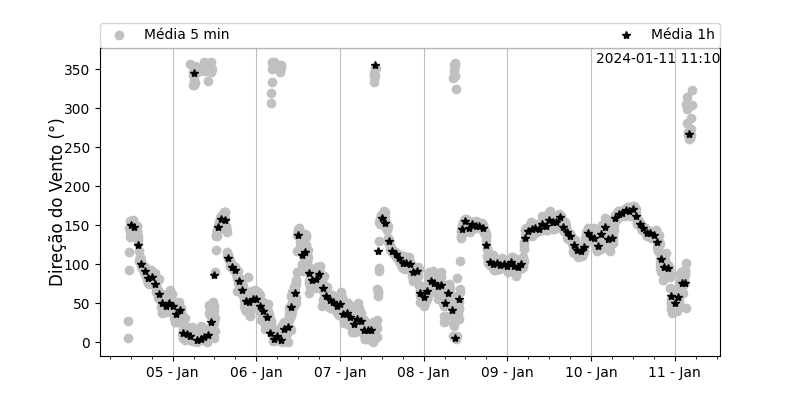 Média 5 min
Média 1h
2024-01-11 11:10
Direção do Vento (°)
350
300
250
200
150
100
50
0
05 - Jan
06 - Jan
07 - Jan
08 - Jan
09 - Jan
10 - Jan
11 - Jan